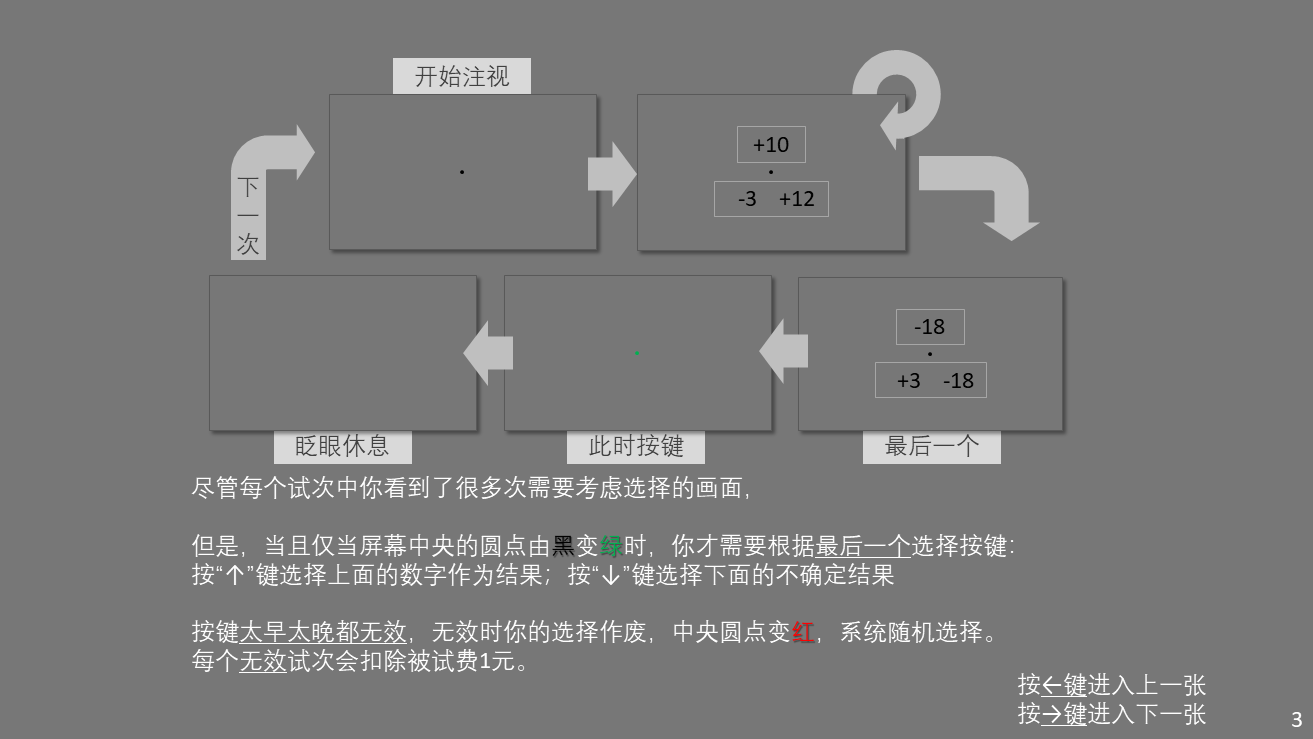 开始注视
+10
-3 +12
下一次
-18
+3 -18
眨眼休息
此时按键
最后一个
尽管每个试次中你看到了很多次需要考虑选择的画面，
但是，当且仅当屏幕中央的圆点由黑变绿时，你才需要根据最后一个选择按键：
按“↑”键选择上面的数字作为结果；按“↓”键选择下面的不确定结果
按键太早太晚都无效，无效时你的选择作废，中央圆点变红，系统随机选择。
每个无效试次会扣除被试费1元。
按←键进入上一张
按→键进入下一张
3